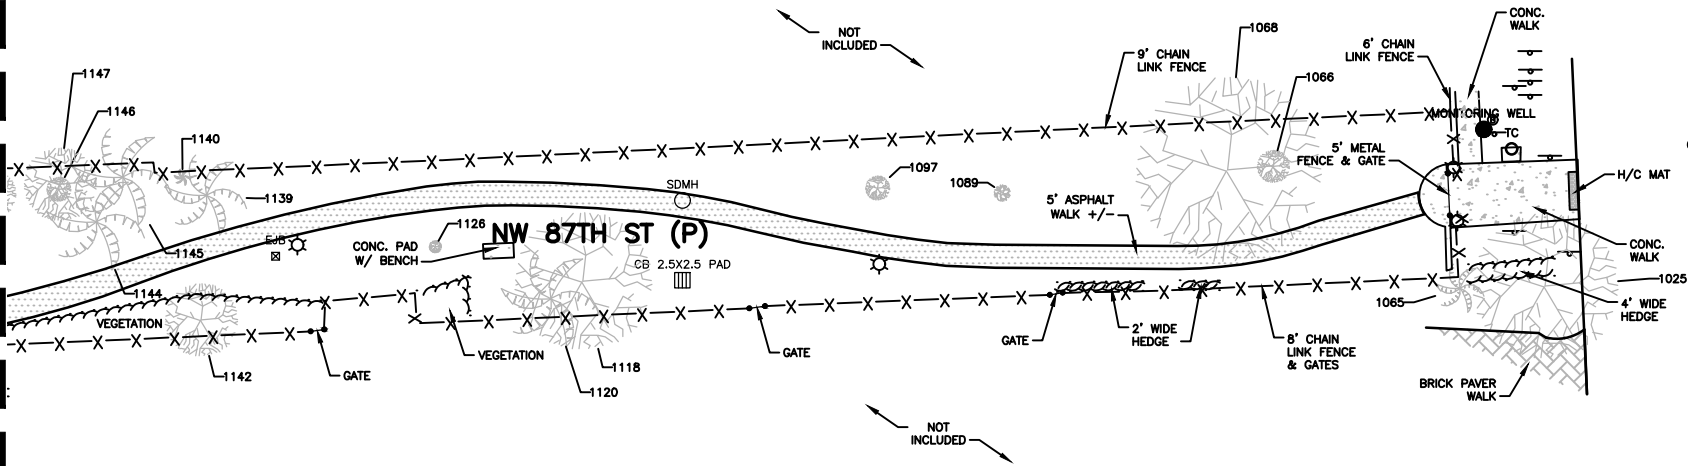 NOT
INCLUDED
1068
CONC.
WALK
6' CHAIN
LINK FENCE
9' CHAIN
LINK FENCE
1147
1066
1146
MONITORING WELL
TC
1140
5' METAL
FENCE & GATE
1097
H/C MAT
1089
SDMH
1139
5' ASPHALT
WALK +/-
1126
NW 87TH ST (P)
EJB
CONC. PAD
W/ BENCH
1145
CONC.
WALK
CB 2.5X2.5 PAD
1025
1144
1065
4' WIDE
HEDGE
VEGETATION
2' WIDE
HEDGE
GATE
8' CHAIN
LINK FENCE
& GATES
VEGETATION
GATE
1118
1142
GATE
1120
BRICK PAVER
WALK
NOT
INCLUDED